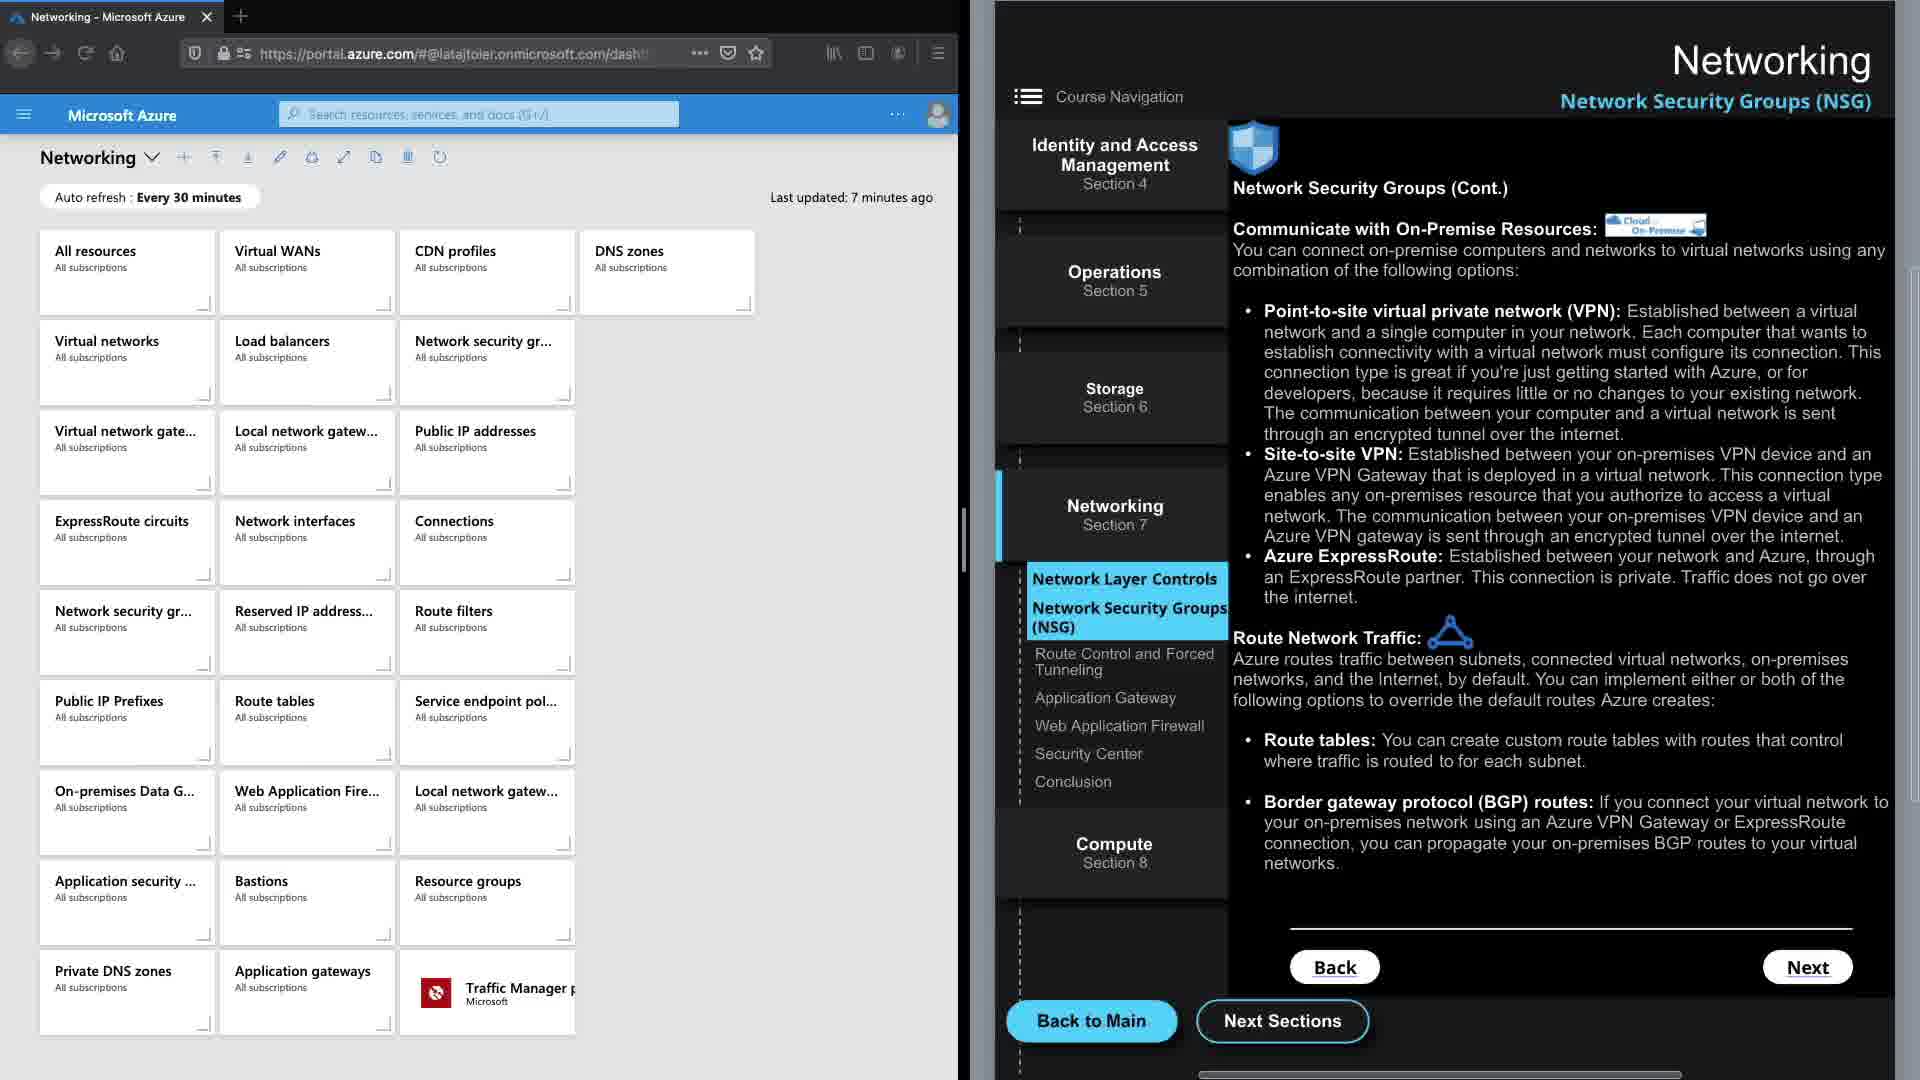 Networking - Microsoft Azure
https://portal.azure.com/#@latajtoier.onmicrosoft.com/dash
Microsoft Azure
Search resources, services, and docs (G+/)
Networking
Auto refresh : Every 30 minutes
Last updated: 7 minutes ago
All resources
All subscriptions
Virtual WANs
All subscriptions
CDN profiles
All subscriptions
DNS zones
All subscriptions
Virtual networks
All subscriptions
Load balancers
All subscriptions
Network security gr...
All subscriptions
Virtual network gate...
All subscriptions
Local network gatew...
All subscriptions
Public IP addresses
All subscriptions
ExpressRoute circuits
All subscriptions
Network interfaces
All subscriptions
Connections
All subscriptions
Network security gr...
All subscriptions
Reserved IP address...
All subscriptions
Route filters
All subscriptions
Public IP Prefixes
All subscriptions
Route tables
All subscriptions
Service endpoint pol...
All subscriptions
On-premises Data G...
All subscriptions
Web Application Fire...
All subscriptions
Local network gatew...
All subscriptions
Application security ...
All subscriptions
Bastions
All subscriptions
Resource groups
All subscriptions
Private DNS zones
All subscriptions
Application gateways
All subscriptions
Traffic Manager p
Microsoft
Networking
Network Security Groups (NSG)
Course Navigation
Identity and Access
Management
Section 4
Operations
Section 5
Storage
Section 6
Networking
Section 7
Network Layer Controls
Network Security Groups
(NSG)
Route Control and Forced
Tunneling
Application Gateway
Web Application Firewall
Security Center
Conclusion
Compute
Section 8
Network Security Groups (Cont.)
Communicate with On-Premise Resources:
Cloud
On-Premise
You can connect on-premise computers and networks to virtual networks using any
combination of the following options:
• Point-to-site virtual private network (VPN): Established between a virtual
network and a single computer in your network. Each computer that wants to
establish connectivity with a virtual network must configure its connection. This
connection type is great if you're just getting started with Azure, or for
developers, because it requires little or no changes to your existing network.
The communication between your computer and a virtual network is sent
through an encrypted tunnel over the internet.
• Site-to-site VPN: Established between your on-premises VPN device and an
Azure VPN Gateway that is deployed in a virtual network. This connection type
enables any on-premises resource that you authorize to access a virtual
network. The communication between your on-premises VPN device and an
Azure VPN gateway is sent through an encrypted tunnel over the internet.
• Azure ExpressRoute: Established between your network and Azure, through
an ExpressRoute partner. This connection is private. Traffic does not go over
the internet.
Route Network Traffic:
Azure routes traffic between subnets, connected virtual networks, on-premises
networks, and the Internet, by default. You can implement either or both of the
following options to override the default routes Azure creates:
• Route tables: You can create custom route tables with routes that control
where traffic is routed to for each subnet.
• Border gateway protocol (BGP) routes: If you connect your virtual network to
your on-premises network using an Azure VPN Gateway or ExpressRoute
connection, you can propagate your on-premises BGP routes to your virtual
networks.
Back
Next
Back to Main
Next Sections